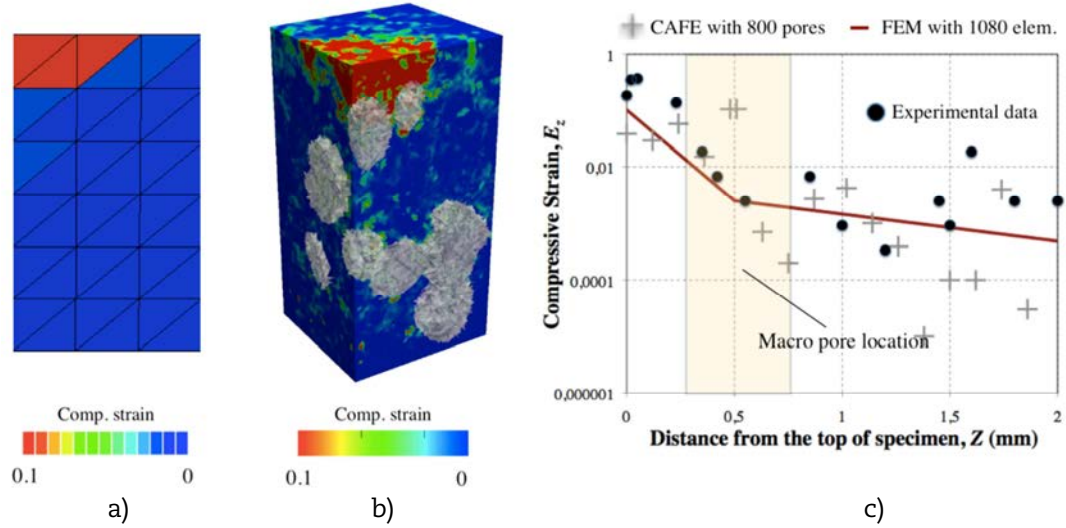 CAFE with 800 pores
FEM with 1080 elem.
1
0,01
0,0001
0,000001
Compressive Strain, E_z
Experimental data
Macro pore location
0
0,5
1
1,5
2
Distance from the top of specimen, Z (mm)
Comp. strain
0.1
0
Comp. strain
0.1
0
a)
b)
c)
c)